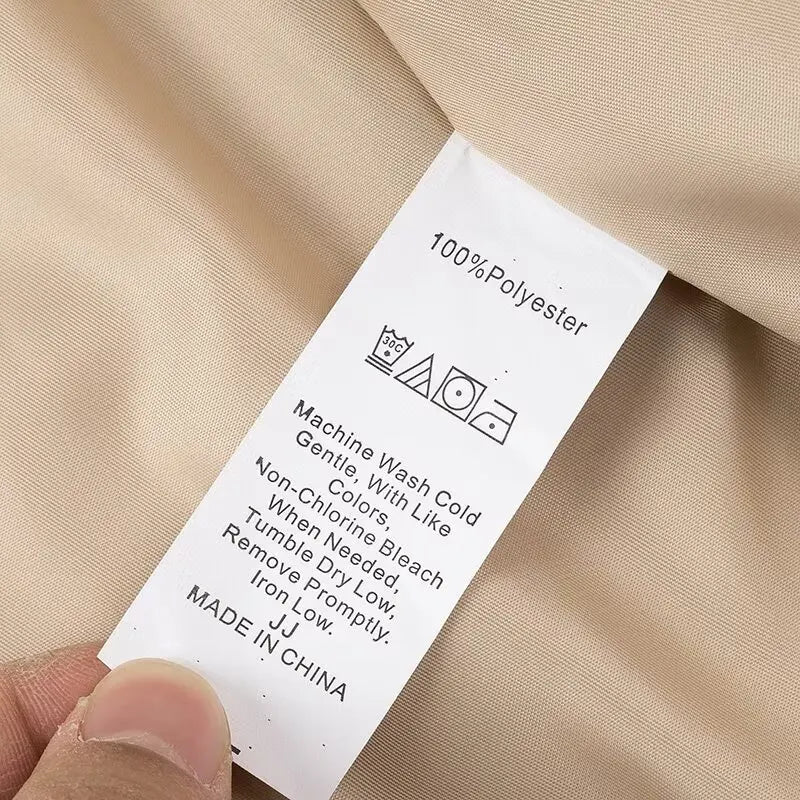 100%Polyester
30C
Machine Wash Cold
Gentle, With Like
Colors,
Non-Chlorine Bleach
When Needed,
Tumble Dry Low,
Remove Promptly.
Iron Low.
JJ
MADE IN CHINA